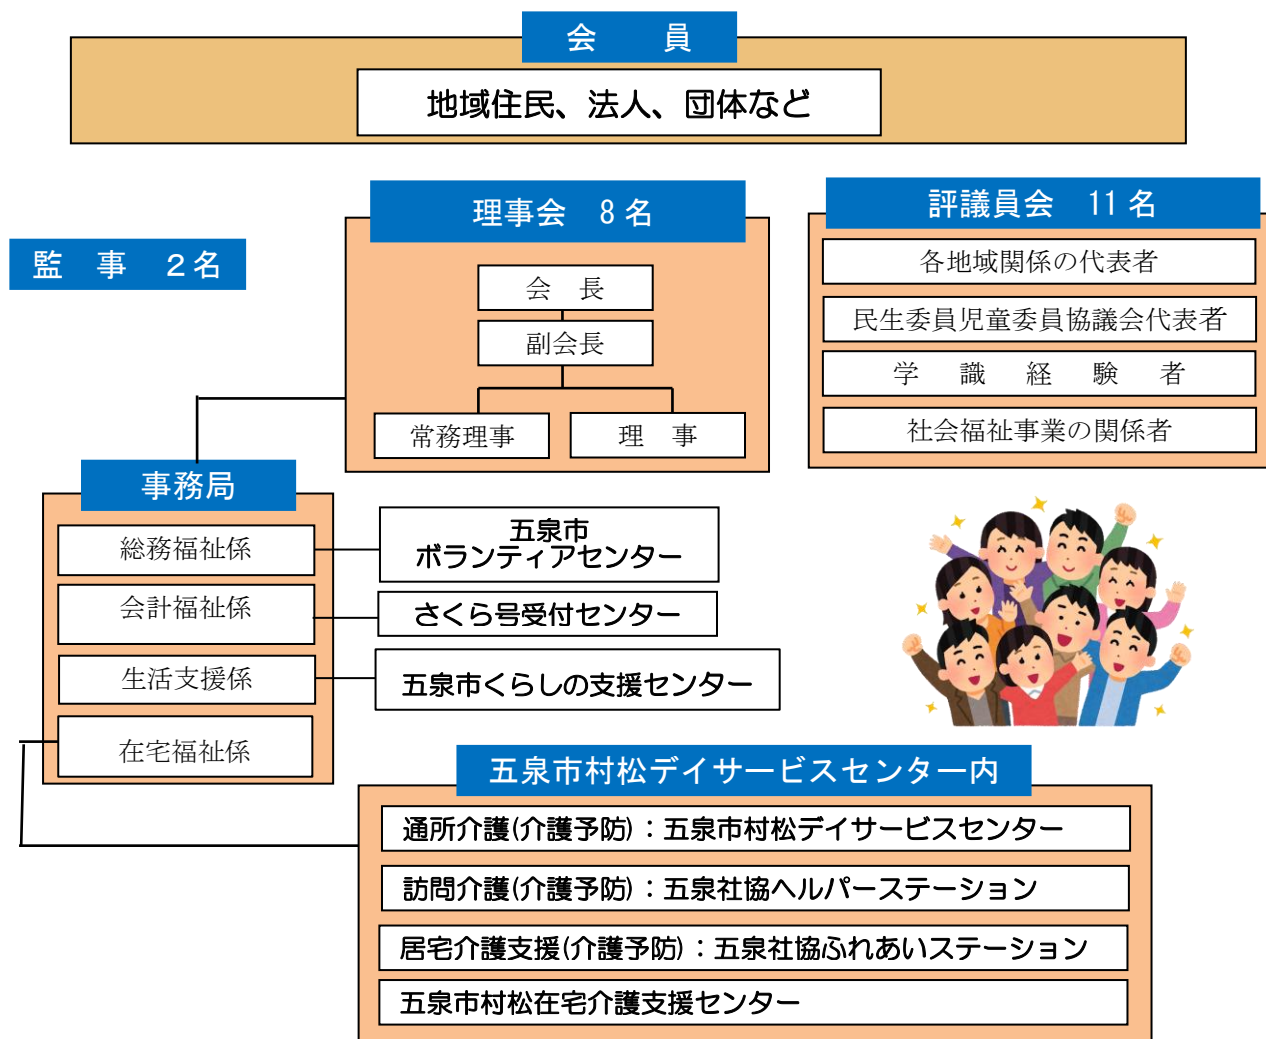 会　　員
地域住民、法人、団体など
理事会　8名
会　長
副会長
常務理事
理　事
評議員会　11名
各地域関係の代表者
民生委員児童委員協議会代表者
学　識　経　験　者
社会福祉事業の関係者
監　事　２名
事務局
総務福祉係
会計福祉係
生活支援係
在宅福祉係
五泉市
ボランティアセンター
さくら号受付センター
五泉市くらしの支援センター
五泉市村松デイサービスセンター内
通所介護(介護予防)：五泉市村松デイサービスセンター
訪問介護(介護予防)：五泉社協ヘルパーステーション
居宅介護支援(介護予防)：五泉社協ふれあいステーション
五泉市村松在宅介護支援センター